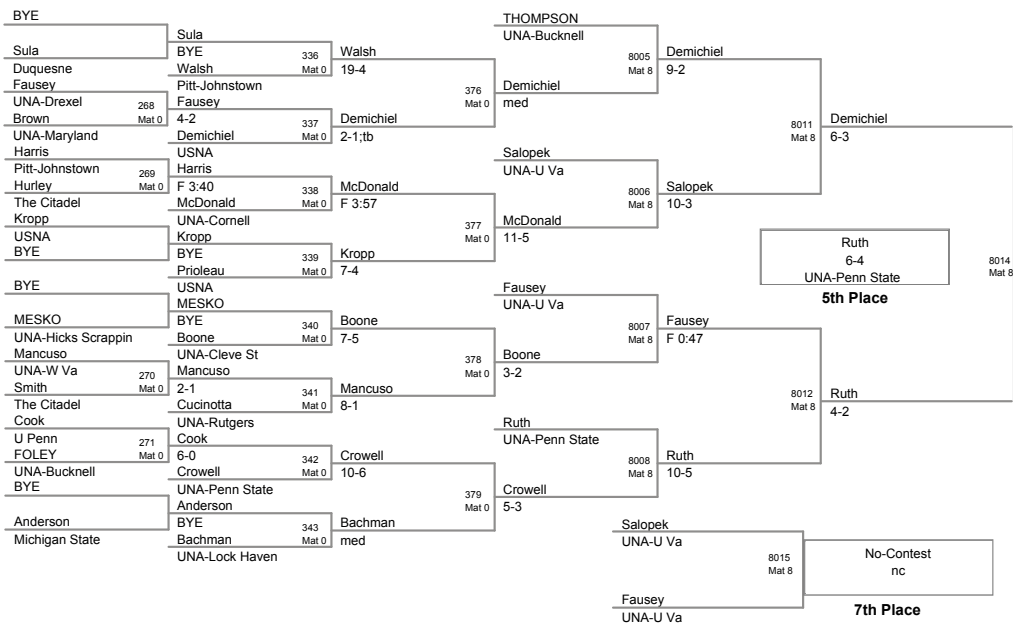 BYE
Sula
Duquesne
Fausey
UNA-Drexel
Brown
UNA-Maryland
Harris
Pitt-Johnstown
Hurley
The Citadel
Kropp
USNA
BYE
BYE
MESKO
UNA-Hicks Scrappin
Mancuso
UNA-W Va
Smith
The Citadel
Cook
U Penn
FOLEY
UNA-Bucknell
BYE
Anderson
Michigan State
268
Mat 0
269
Mat 0
270
Mat 0
271
Mat 0
Sula
BYE
Walsh
Pitt-Johnstown
Fausey
4-2
Demichiel
USNA
Harris
F 3:40
McDonald
UNA-Cornell
Kropp
BYE
Prioleau
USNA
MESKO
BYE
Boone
UNA-Cleve St
Mancuso
2-1
Cucinotta
UNA-Rutgers
Cook
6-0
Crowell
UNA-Penn State
Anderson
BYE
Bachman
UNA-Lock Haven
336
Mat 0
337
Mat 0
338
Mat 0
339
Mat 0
340
Mat 0
341
Mat 0
342
Mat 0
343
Mat 0
Walsh
19-4
Demichiel
2-1;tb
McDonald
F 3:57
Kropp
7-4
Boone
7-5
Mancuso
8-1
Crowell
10-6
Bachman
med
376
Mat 0
377
Mat 0
378
Mat 0
379
Mat 0
THOMPSON
UNA-Bucknell
Demichiel
med
Salopek
UNA-U Va
McDonald
11-5
Fausey
UNA-U Va
Boone
3-2
Ruth
UNA-Penn State
Crowell
5-3
8005
Mat 8
8006
Mat 8
8007
Mat 8
8008
Mat 8
Demichiel
9-2
Salopek
10-3
Fausey
F 0:47
Ruth
10-5
8011
Mat 8
8012
Mat 8
Demichiel
6-3
Ruth
4-2
8014
Mat 8
Ruth
6-4
UNA-Penn State
5th Place
Salopek
UNA-U Va
Fausey
UNA-U Va
8015
Mat 8
No-Contest
nc
7th Place